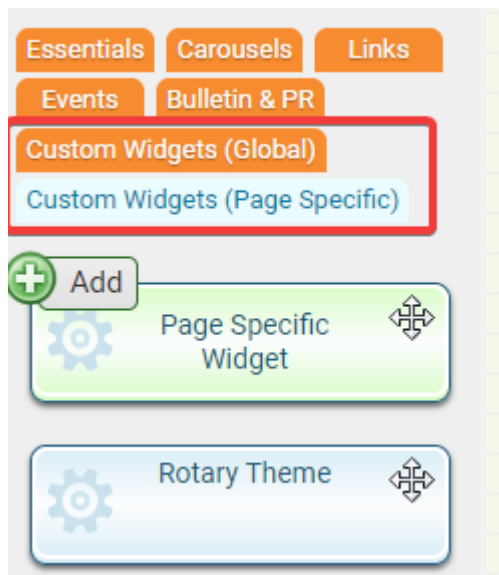 Essentials Carousels Links
Events Bulletin & PR
Custom Widgets (Global)
Custom Widgets (Page Specific)
Add
Page Specific
Widget
Rotary Theme